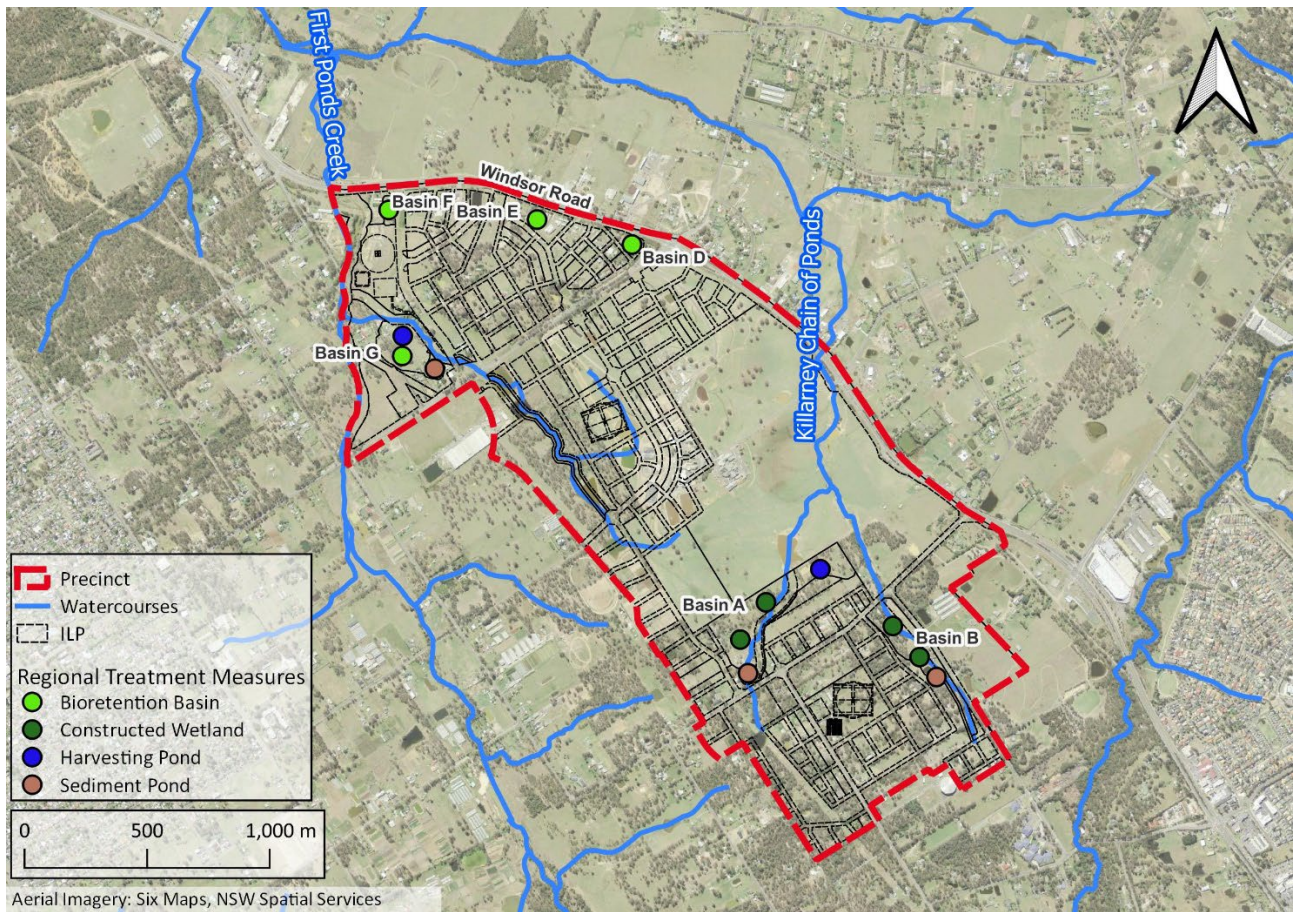 First Ponds Creek
Windsor Road
Basin F
Basin E
Basin D
Killarney Chain of Ponds
Basin G
Basin A
Basin B
Precinct
Watercourses
ILP
Regional Treatment Measures
Bioretention Basin
Constructed Wetland
Harvesting Pond
Sediment Pond
0 500 1,000 m
Aerial Imagery: Six Maps, NSW Spatial Services